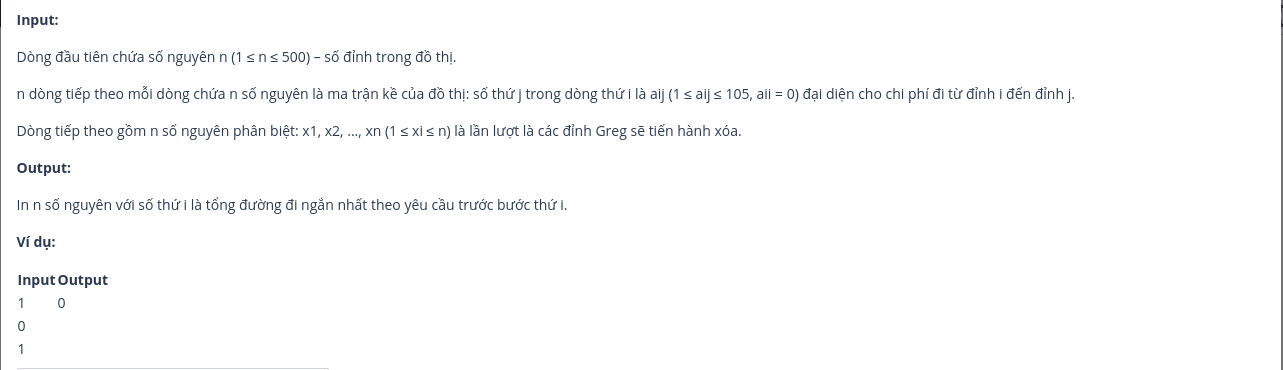 Input:
Dòng đầu tiên chứa số nguyên n (1 ≤ n ≤ 500) – số đỉnh trong đồ thị.
n dòng tiếp theo mỗi dòng chứa n số nguyên là ma trận kề của đồ thị: số thứ j trong dòng thứ i là aij (1 ≤ aij ≤ 105, aii = 0) đại diện cho chi phí đi từ đỉnh i đến đỉnh j.
Dòng tiếp theo gồm n số nguyên phân biệt: x1, x2, ..., xn (1 ≤ xi ≤ n) là lần lượt là các đỉnh Greg sẽ tiến hành xóa.
Output:
In n số nguyên với số thứ i là tổng đường đi ngắn nhất theo yêu cầu trước bước thứ i.
Ví dụ:
Input Output
1 0
0
1